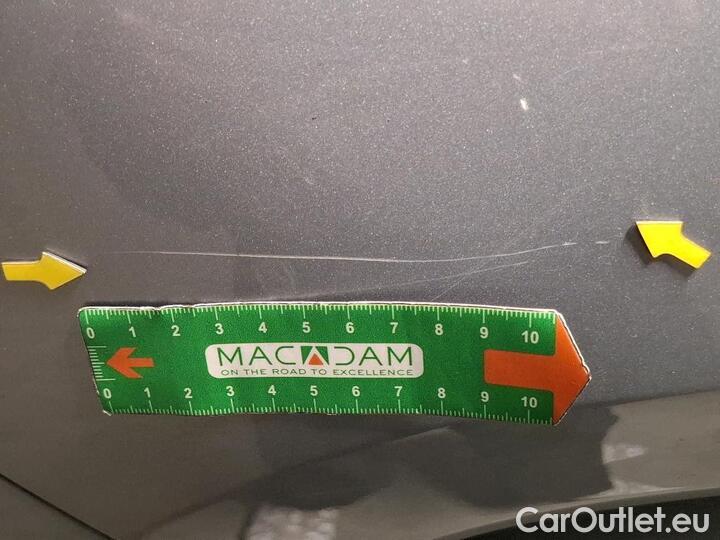 0 1 2 3 4 5 6 7 8 9 10
MACADAM
ON THE ROAD TO EXCELLENCE
0 1 2 3 4 5 6 7 8 9 10
CarOutlet.eu